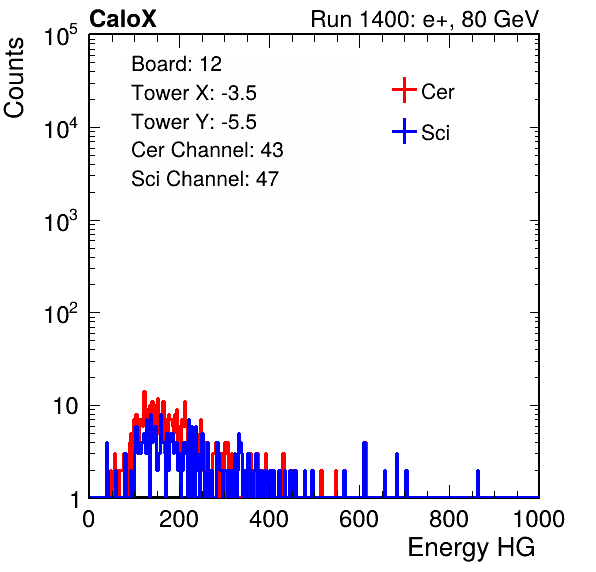 CaloX Run 1400: e+, 80 GeV
Counts
10^5
10^4
10^3
10^2
10
1
Board: 12
Tower X: -3.5
Tower Y: -5.5
Cer Channel: 43
Sci Channel: 47
Cer
Sci
0 200 400 600 800 1000
Energy HG